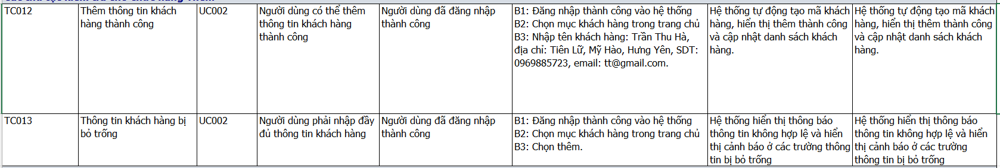 TC012
Thêm thông tin khách
hàng thành công
UC002
Người dùng có thể thêm
thông tin khách hàng
thành công
Người dùng đã đăng nhập
thành công
B1: Đăng nhập thành công vào hệ thống
B2: Chọn mục khách hàng trong trang chủ
B3: Nhập tên khách hàng: Trần Thu Hà,
địa chỉ: Tiên Lữ, Mỹ Hào, Hưng Yên, SDT:
0969885723, email: tt@gmail.com.
Hệ thống tự động tạo mã khách
hàng, hiển thị thêm thành công
và cập nhật danh sách khách
hàng.
Hệ thống tự động tạo mã khách
hàng, hiển thị thêm thành công
và cập nhật danh sách khách
hàng.
TC013
Thông tin khách hàng bị
bỏ trống
UC002
Người dùng phải nhập đầy
đủ thông tin khách hàng
Người dùng đã đăng nhập
thành công
B1: Đăng nhập thành công vào hệ thống
B2: Chọn mục khách hàng trong trang chủ
B3: Chọn thêm.
Hệ thống hiển thị thông báo
thông tin không hợp lệ và hiển
thị cảnh báo ở các trường thông
tin bị bỏ trống
Hệ thống hiển thị thông báo
thông tin không hợp lệ và hiển
thị cảnh báo ở các trường
thông tin bị bỏ trống